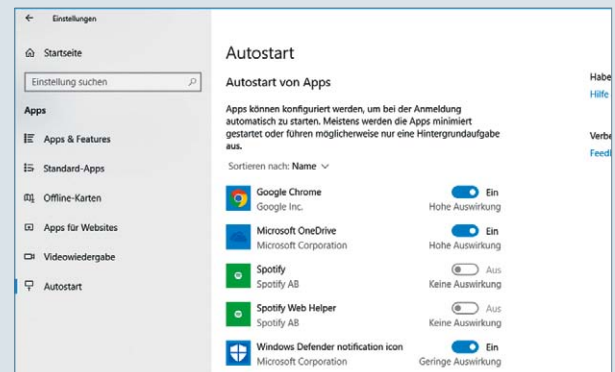 Einstellungen
Startseite
Einstellung suchen
Apps
Apps & Features
Standard-Apps
Offline-Karten
Apps für Websites
Videowiedergabe
Autostart
Autostart
Autostart von Apps
Apps können konfiguriert werden, um bei der Anmeldung
automatisch zu starten. Meistens werden die Apps minimiert
gestartet oder führen möglicherweise nur eine Hintergrundaufgabe
aus.
Sortieren nach: Name
Google Chrome Ein
Google Inc. Hohe Auswirkung
Microsoft OneDrive Ein
Microsoft Corporation Hohe Auswirkung
Spotify Aus
Spotify AB Keine Auswirkung
Spotify Web Helper Aus
Spotify AB Keine Auswirkung
Windows Defender notification icon Ein
Microsoft Corporation Geringe Auswirkung
Habe
Hilfe
Verbe
Feedl